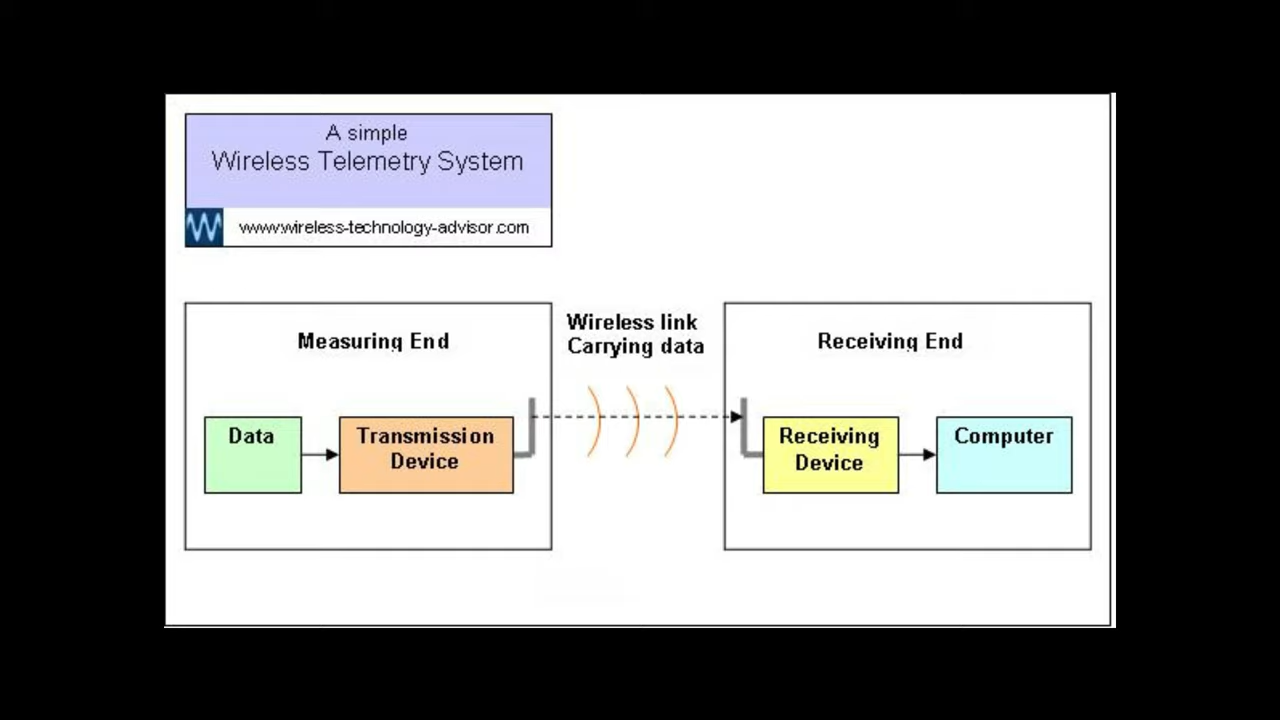 A simple
Wireless Telemetry System
www.wireless-technology-advisor.com
Measuring End
Wireless link
Carrying data
Receiving End
Data
Transmission
Device
Receiving
Device
Computer